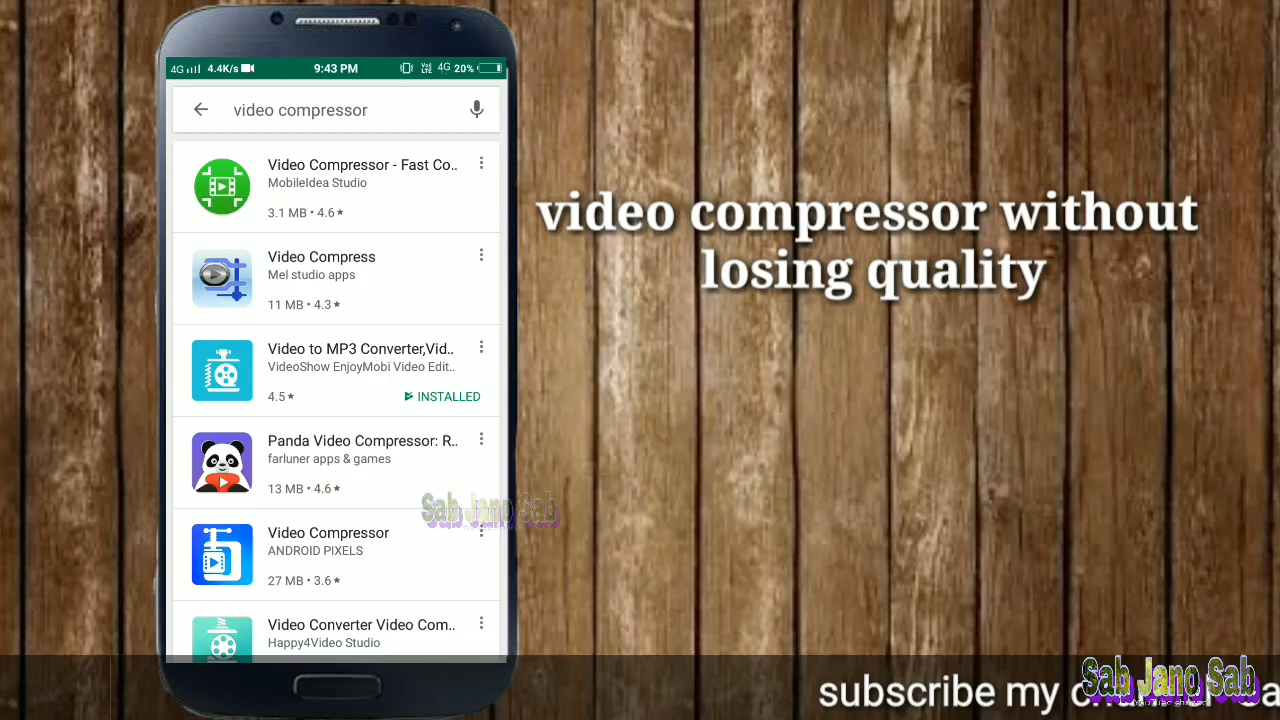 4G 4.4K/s 9:43 PM VoI LTE 4G 20%
video compressor
Video Compressor - Fast Co..
MobileIdea Studio
3.1 MB • 4.6★
Video Compress
Mel studio apps
11 MB • 4.3★
Video to MP3 Converter,Vid..
VideoShow EnjoyMobi Video Edit..
4.5★ INSTALLED
Panda Video Compressor: R..
farluner apps & games
13 MB • 4.6★
Video Compressor
ANDROID PIXELS
27 MB • 3.6★
Video Converter Video Com..
Happy4Video Studio
video compressor without
losing quality
Sab Jano Sab
subscribe my
Sab Jano Sab